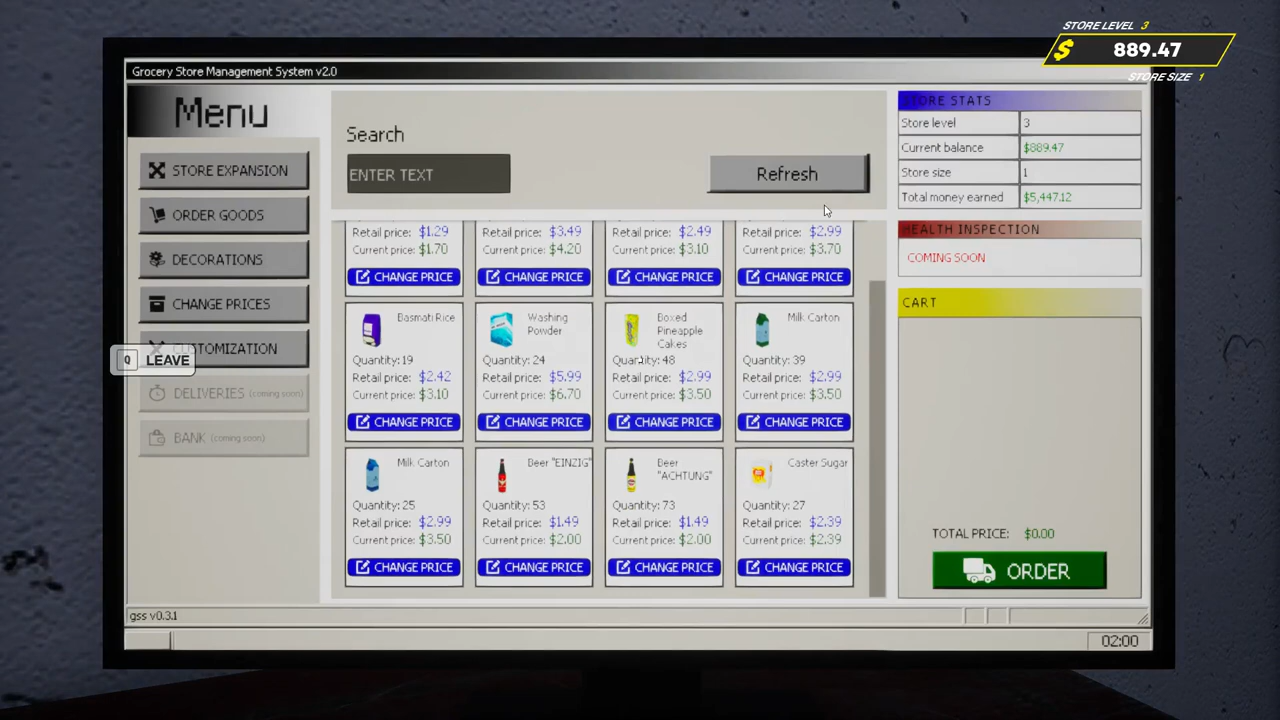 STORE LEVEL 3
$ 889.47
STORE SIZE 1
Grocery Store Management System v2.0
Menu
STORE EXPANSION
ORDER GOODS
DECORATIONS
CHANGE PRICES
CUSTOMIZATION
Q LEAVE
DELIVERIES (coming soon)
BANK (coming soon)
Search
ENTER TEXT
Refresh
Retail price: $1.29
Current price: $1.70
CHANGE PRICE
Retail price: $3.49
Current price: $4.20
CHANGE PRICE
Retail price: $2.49
Current price: $3.10
CHANGE PRICE
Retail price: $2.99
Current price: $3.70
CHANGE PRICE
Basmati Rice
Quantity: 19
Retail price: $2.42
Current price: $3.10
CHANGE PRICE
Washing
Powder
Quantity: 24
Retail price: $5.99
Current price: $6.70
CHANGE PRICE
Boxed
Pineapple
Cakes
Quantity: 48
Retail price: $2.99
Current price: $3.50
CHANGE PRICE
Milk Carton
Quantity: 39
Retail price: $2.99
Current price: $3.50
CHANGE PRICE
Milk Carton
Quantity: 25
Retail price: $2.99
Current price: $3.50
CHANGE PRICE
Beer "EINZIG"
Quantity: 53
Retail price: $1.49
Current price: $2.00
CHANGE PRICE
Beer
"ACHTUNG"
Quantity: 73
Retail price: $1.49
Current price: $2.00
CHANGE PRICE
Caster Sugar
Quantity: 27
Retail price: $2.39
Current price: $2.39
CHANGE PRICE
STORE STATS
Store level 3
Current balance $889.47
Store size 1
Total money earned $5,447.12
HEALTH INSPECTION
COMING SOON
CART
TOTAL PRICE: $0.00
ORDER
gss v0.3.1
02:00